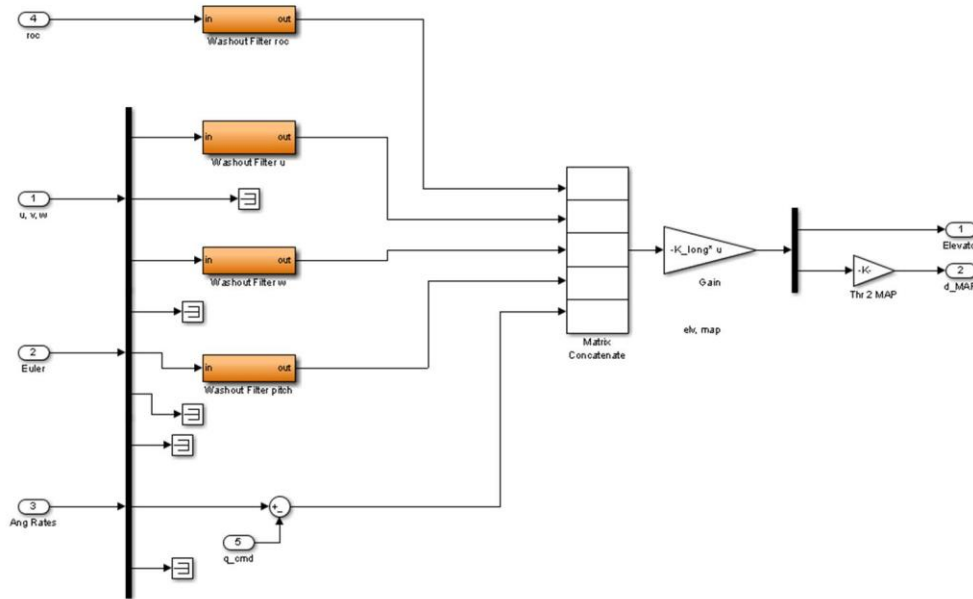 4
roc
in
out
Washout Filter roc
in
out
Washout Filter u
1
u, v, w
in
out
Washout Filter w
-K_long* u
Gain
1
Elevato
-K-
2
Thr 2 MAP
d_MAP
2
Euler
in
out
Washout Filter pitch
elv, map
Matrix
Concatenate
3
Ang Rates
+
_
5
q_cmd